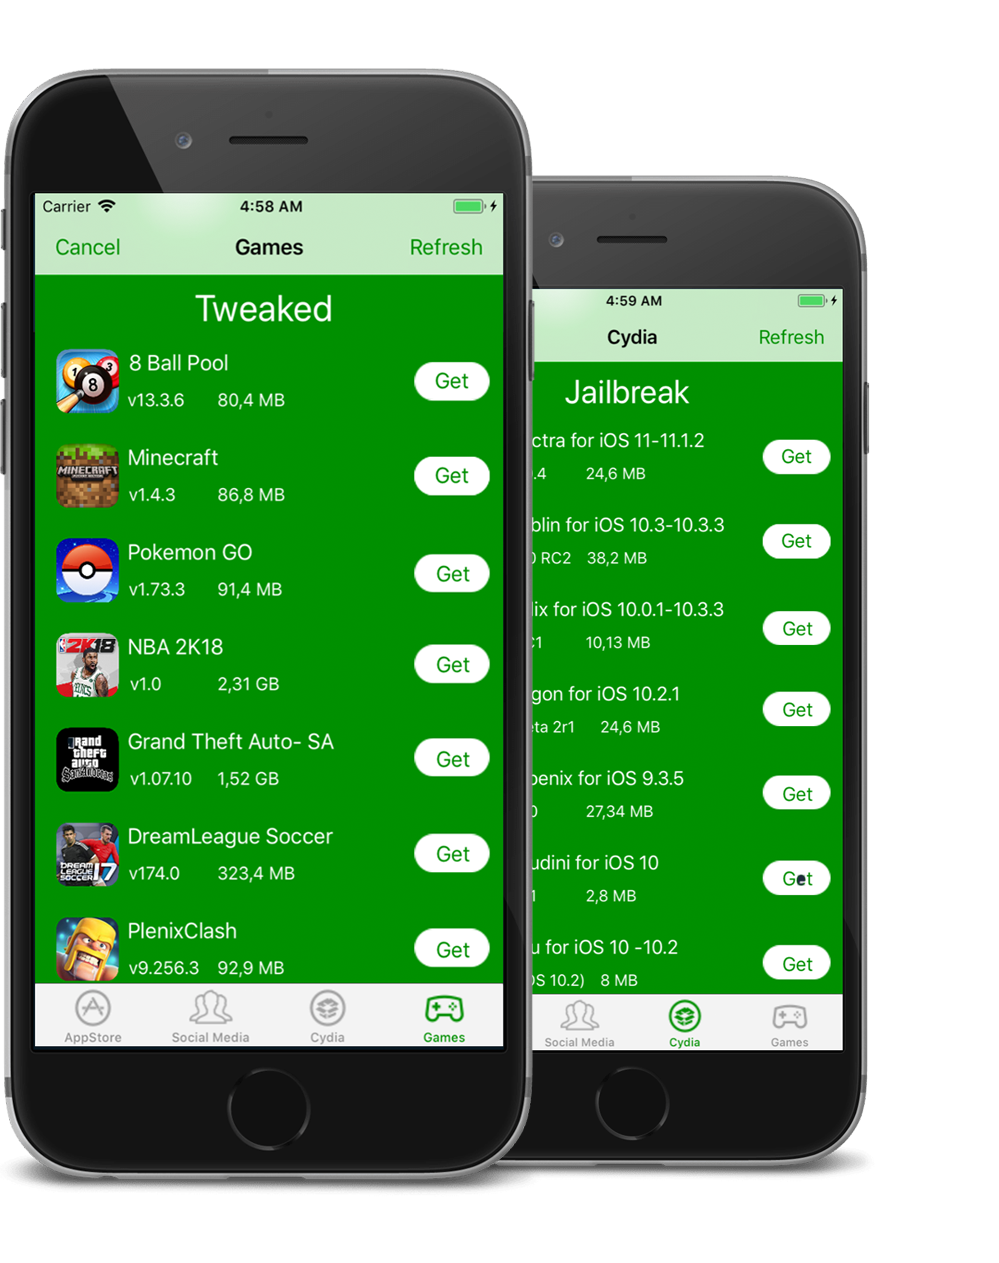 Carrier 4:58 AM
Cancel Games Refresh
Tweaked
8 Ball Pool
v13.3.6 80,4 MB Get
Minecraft
v1.4.3 86,8 MB Get
MINECRAFT
Pokemon GO
v1.73.3 91,4 MB Get
NBA 2K18
v1.0 2,31 GB Get
2K18
Grand Theft Auto- SA
v1.07.10 1,52 GB Get
grand
theft
auto
San Andreas
DreamLeague Soccer
v174.0 323,4 MB Get
DREAM
LEAGUE
SOCCER 17
PlenixClash
v9.256.3 92,9 MB Get
AppStore Social Media Cydia Games
4:59 AM
Cydia Refresh
Jailbreak
ctra for iOS 11-11.1.2
.4 24,6 MB Get
blin for iOS 10.3-10.3.3
RC2 38,2 MB Get
lix for iOS 10.0.1-10.3.3
C1 10,13 MB Get
gon for iOS 10.2.1
eta 2r1 24,6 MB Get
enix for iOS 9.3.5
0 27,34 MB Get
udini for iOS 10
1 2,8 MB Get
u for iOS 10 -10.2
OS 10.2) 8 MB Get
Social Media Cydia Games